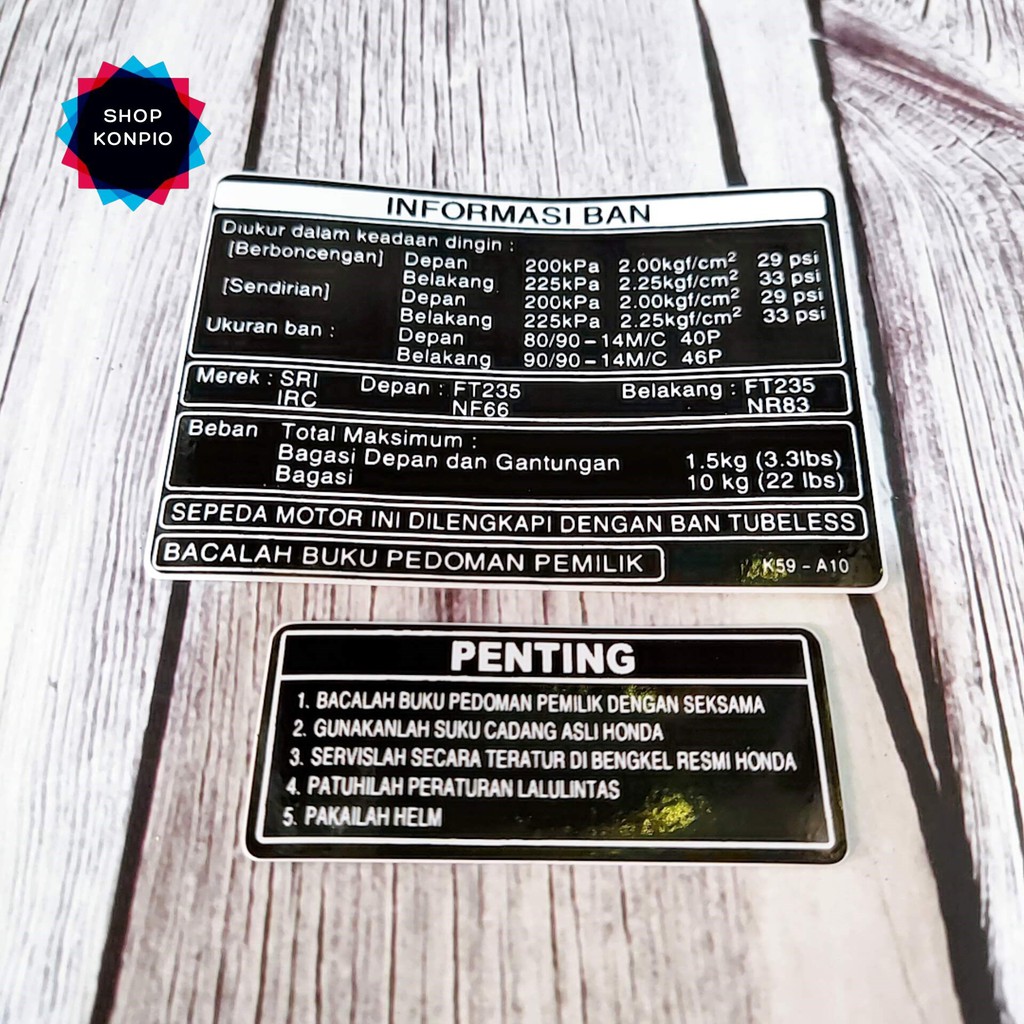 SHOP
KONPIO
INFORMASI BAN
Diukur dalam keadaan dingin :
[Berboncengan] Depan 200kPa 2.00kgf/cm² 29 psi
Belakang 225kPa 2.25kgf/cm² 33 psi
[Sendirian] Depan 200kPa 2.00kgf/cm² 29 psi
Belakang 225kPa 2.25kgf/cm² 33 psi
Ukuran ban : Depan 80/90 – 14M/C 40P
Belakang 90/90 – 14M/C 46P
Merek : SRI Depan : FT235 Belakang : FT235
IRC NF66 NR83
Beban Total Maksimum :
Bagasi Depan dan Gantungan 1.5kg (3.3lbs)
Bagasi 10 kg (22 lbs)
SEPEDA MOTOR INI DILENGKAPI DENGAN BAN TUBELESS
BACALAH BUKU PEDOMAN PEMILIK K59 – A10
PENTING
1. BACALAH BUKU PEDOMAN PEMILIK DENGAN SEKSAMA
2. GUNAKANLAH SUKU CADANG ASLI HONDA
3. SERVISLAH SECARA TERATUR DI BENGKEL RESMI HONDA
4. PATUHILAH PERATURAN LALULINTAS
5. PAKAILAH HELM